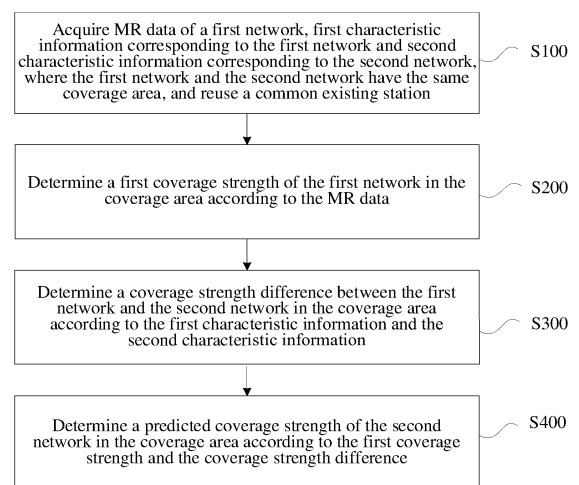 Acquire MR data of a first network, first characteristic
information corresponding to the first network and second
characteristic information corresponding to the second network,
where the first network and the second network have the same
coverage area, and reuse a common existing station
S100
Determine a first coverage strength of the first network in the
coverage area according to the MR data
S200
Determine a coverage strength difference between the first
network and the second network in the coverage area
according to the first characteristic information and the
second characteristic information
S300
Determine a predicted coverage strength of the second
network in the coverage area according to the first coverage
strength and the coverage strength difference
S400